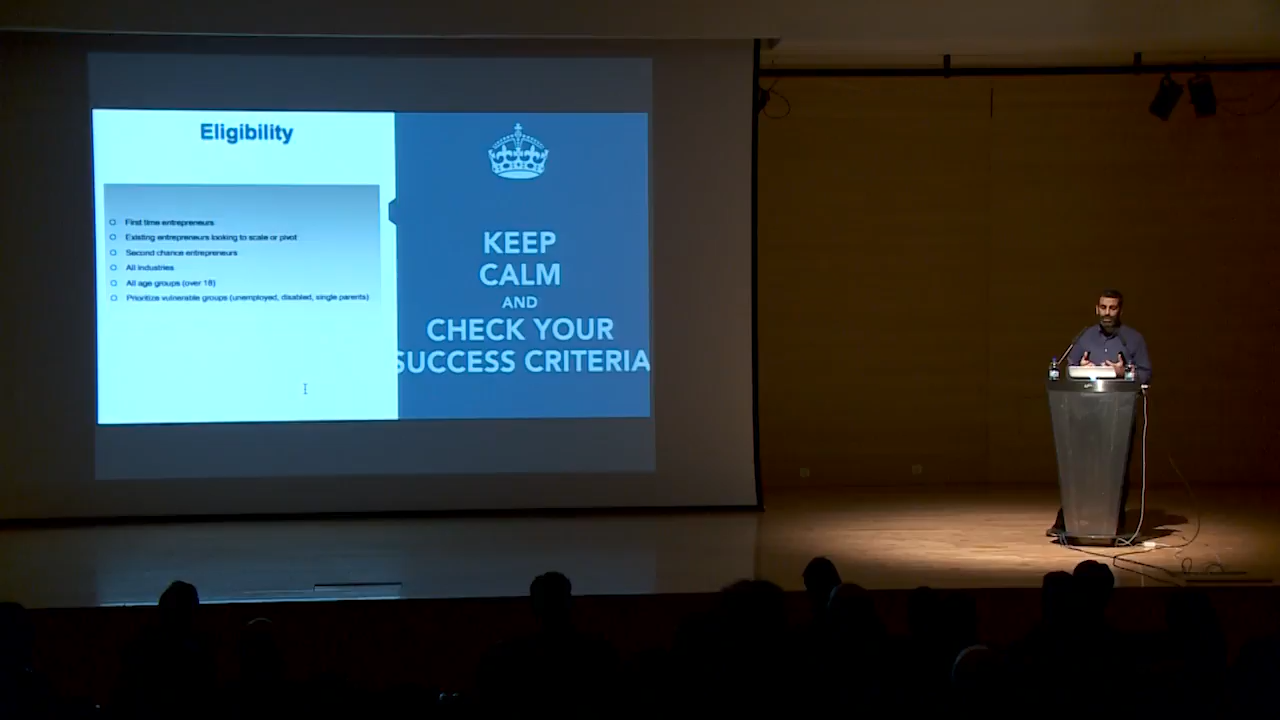 Eligibility
First time entrepreneurs
Existing entrepreneurs looking to scale or pivot
Second chance entrepreneurs
All industries
All age groups (over 18)
Prioritize vulnerable groups (unemployed, disabled, single parents)
KEEP
CALM
AND
CHECK YOUR
SUCCESS CRITERIA